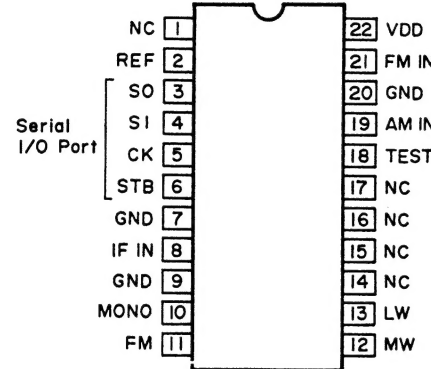 NC 1
REF 2
SO 3
SI 4
CK 5
STB 6
Serial
I/O Port
GND 7
IF IN 8
GND 9
MONO 10
FM 11
22 VDD
21 FM IN
20 GND
19 AM IN
18 TEST
17 NC
16 NC
15 NC
14 NC
13 LW
12 MW